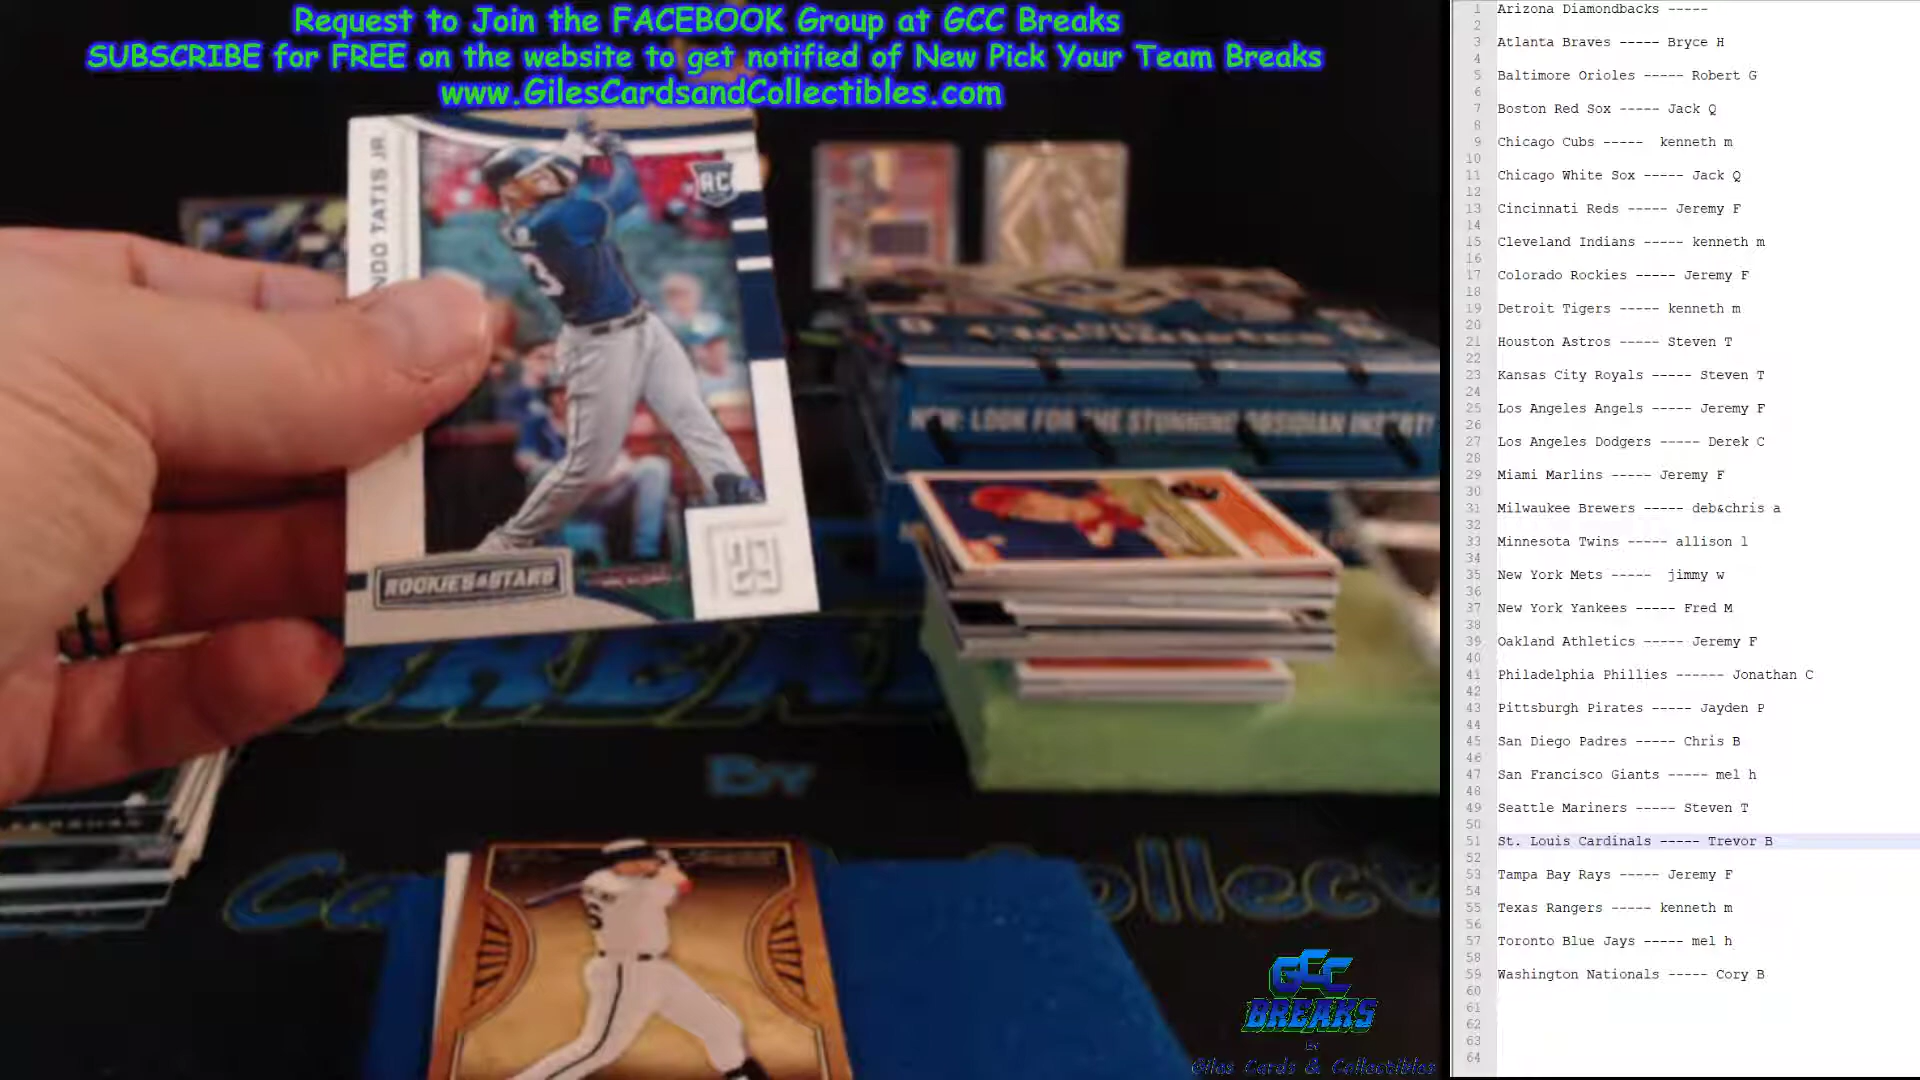 Request to Join the FACEBOOK Group at GCC Breaks
SUBSCRIBE for FREE on the website to get notified of New Pick Your Team Breaks
www.GilesCardsandCollectibles.com
NDO TATIS JR.
RC
ROOKIES & STARS
NEW: LOOK FOR THE STUNNING OBSIDIAN INSERT!
BY
GCC
BREAKS
BY
Giles Cards & Collectibles
1 Arizona Diamondbacks -----
2
3 Atlanta Braves ----- Bryce H
4
5 Baltimore Orioles ----- Robert G
6
7 Boston Red Sox ----- Jack Q
8
9 Chicago Cubs -----  kenneth m
10
11 Chicago White Sox ----- Jack Q
12
13 Cincinnati Reds ----- Jeremy F
14
15 Cleveland Indians ----- kenneth m
16
17 Colorado Rockies ----- Jeremy F
18
19 Detroit Tigers ----- kenneth m
20
21 Houston Astros ----- Steven T
22
23 Kansas City Royals ----- Steven T
24
25 Los Angeles Angels ----- Jeremy F
26
27 Los Angeles Dodgers ----- Derek C
28
29 Miami Marlins ----- Jeremy F
30
31 Milwaukee Brewers ----- deb&chris a
32
33 Minnesota Twins ----- allison l
34
35 New York Mets -----  jimmy w
36
37 New York Yankees ----- Fred M
38
39 Oakland Athletics ----- Jeremy F
40
41 Philadelphia Phillies ------ Jonathan C
42
43 Pittsburgh Pirates ----- Jayden P
44
45 San Diego Padres ----- Chris B
46
47 San Francisco Giants ----- mel h
48
49 Seattle Mariners ----- Steven T
50
51 St. Louis Cardinals ----- Trevor B
52
53 Tampa Bay Rays ----- Jeremy F
54
55 Texas Rangers ----- kenneth m
56
57 Toronto Blue Jays ----- mel h
58
59 Washington Nationals ----- Cory B
60
61
62
63
64